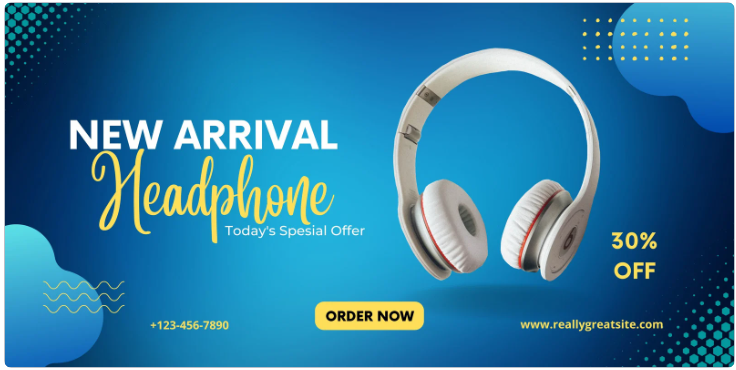 NEW ARRIVAL
Headphone
Today's Spesial Offer
30%
OFF
ORDER NOW
+123-456-7890
www.reallygreatsite.com